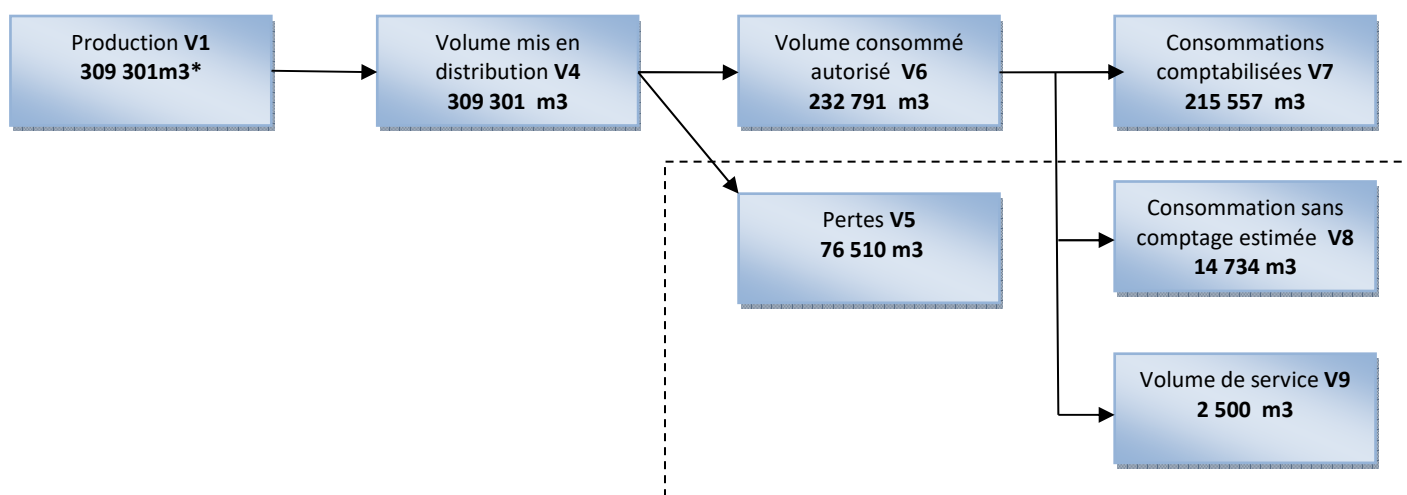 Production V1
309 301m3*
Volume mis en
distribution V4
309 301 m3
Volume consommé
autorisé V6
232 791 m3
Consommations
comptabilisées V7
215 557 m3
Pertes V5
76 510 m3
Consommation sans
comptage estimée V8
14 734 m3
Volume de service V9
2 500 m3